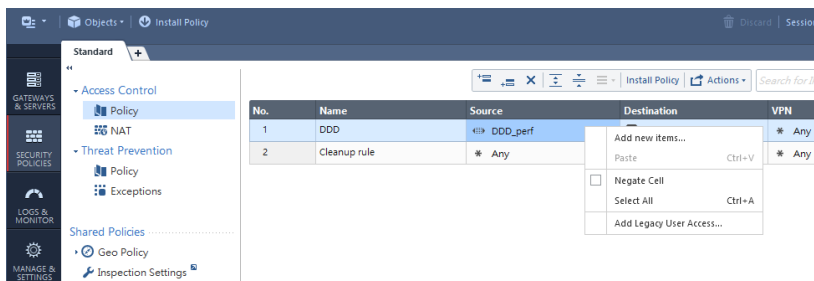 Objects Install Policy Discard Session
Standard +
GATEWAYS & SERVERS
SECURITY POLICIES
LOGS & MONITOR
MANAGE & SETTINGS
Access Control
Policy
NAT
Threat Prevention
Policy
Exceptions
Shared Policies
Geo Policy
Inspection Settings
Install Policy Actions Search for I
No. Name Source Destination VPN
1 DDD DDD_perf * Any
2 Cleanup rule * Any * Any
Add new items...
Paste Ctrl+V
Negate Cell
Select All Ctrl+A
Add Legacy User Access...